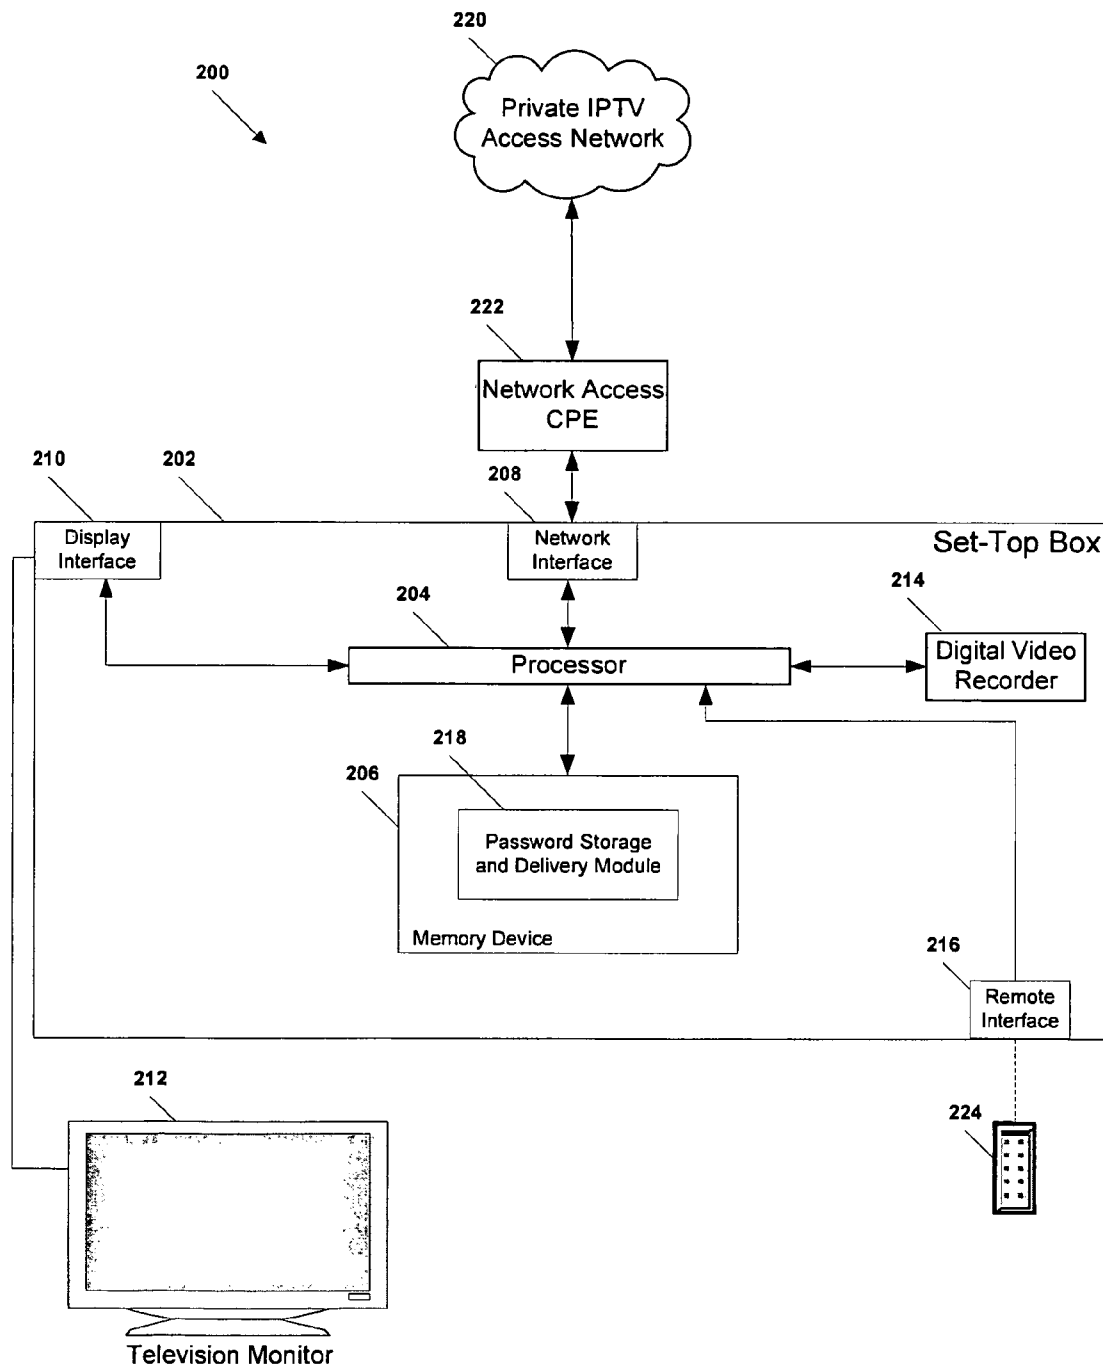 220
200
Private IPTV
Access Network
222
Network Access
CPE
210
202
208
Display
Interface
Network
Interface
Set-Top Box
204
214
Processor
Digital Video
Recorder
218
206
Password Storage
and Delivery Module
Memory Device
216
Remote
Interface
212
224
Television Monitor